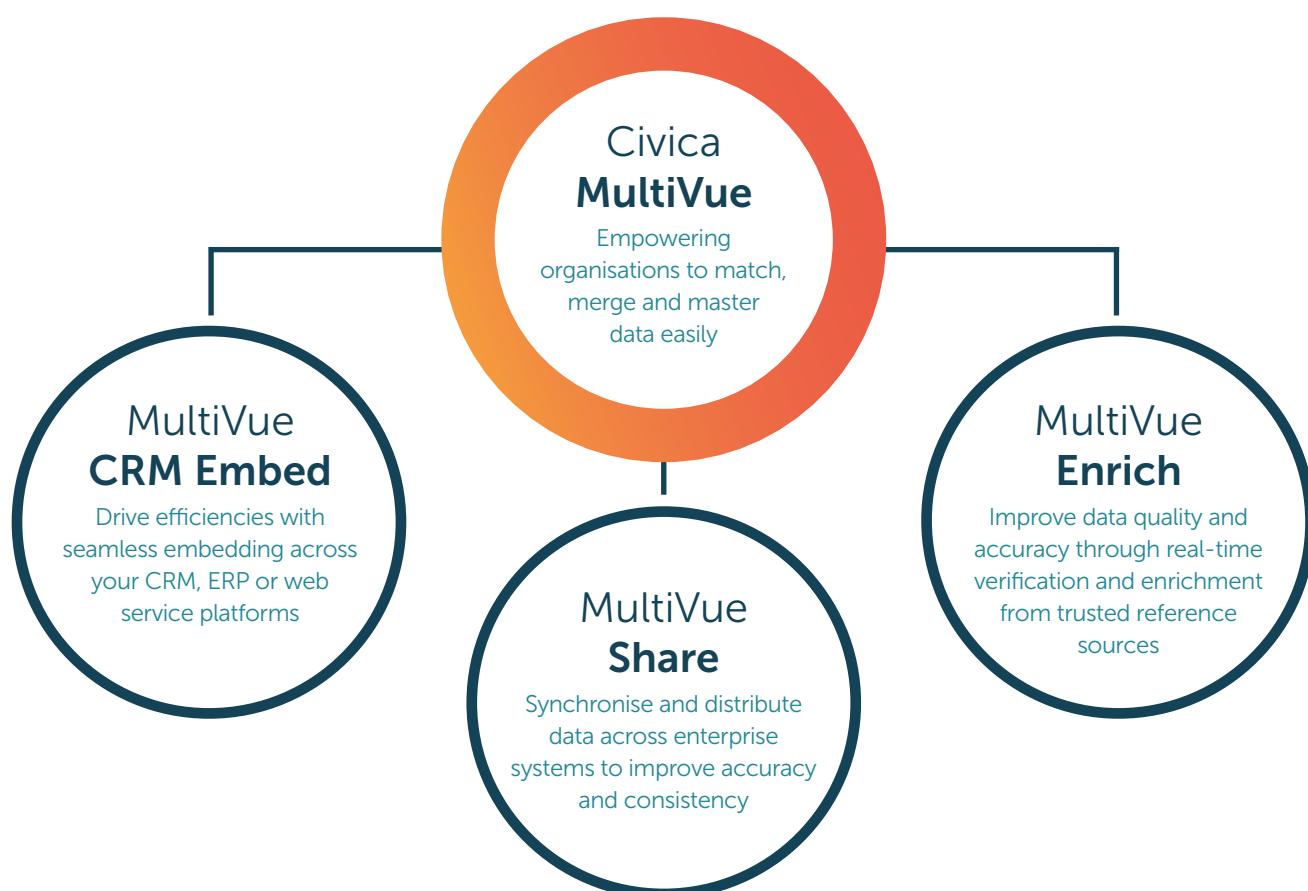 Civica
MultiVue
Empowering
organisations to match,
merge and master
data easily
MultiVue
CRM Embed
Drive efficiencies with
seamless embedding across
your CRM, ERP or web
service platforms
MultiVue
Share
Synchronise and distribute
data across enterprise
systems to improve accuracy
and consistency
MultiVue
Enrich
Improve data quality and
accuracy through real-time
verification and enrichment
from trusted reference
sources